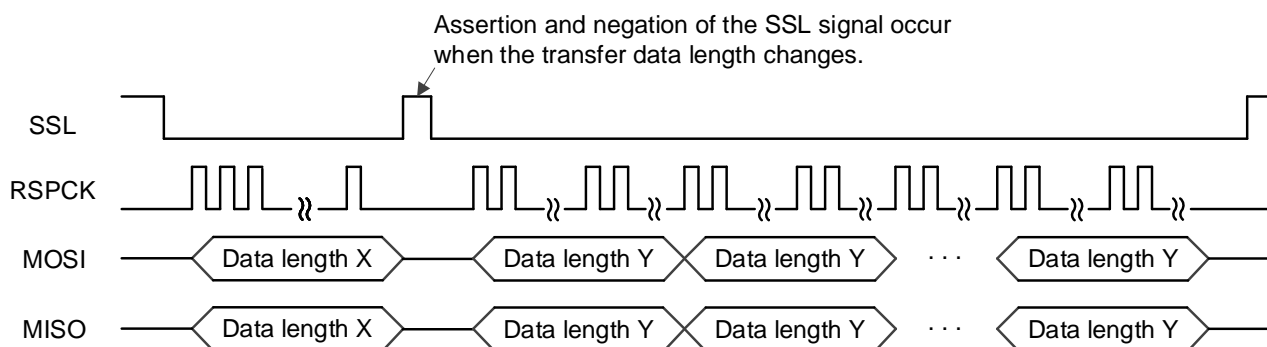 Assertion and negation of the SSL signal occur
when the transfer data length changes.
SSL
RSPCK
MOSI Data length X Data length Y Data length Y · · · Data length Y
MISO Data length X Data length Y Data length Y · · · Data length Y